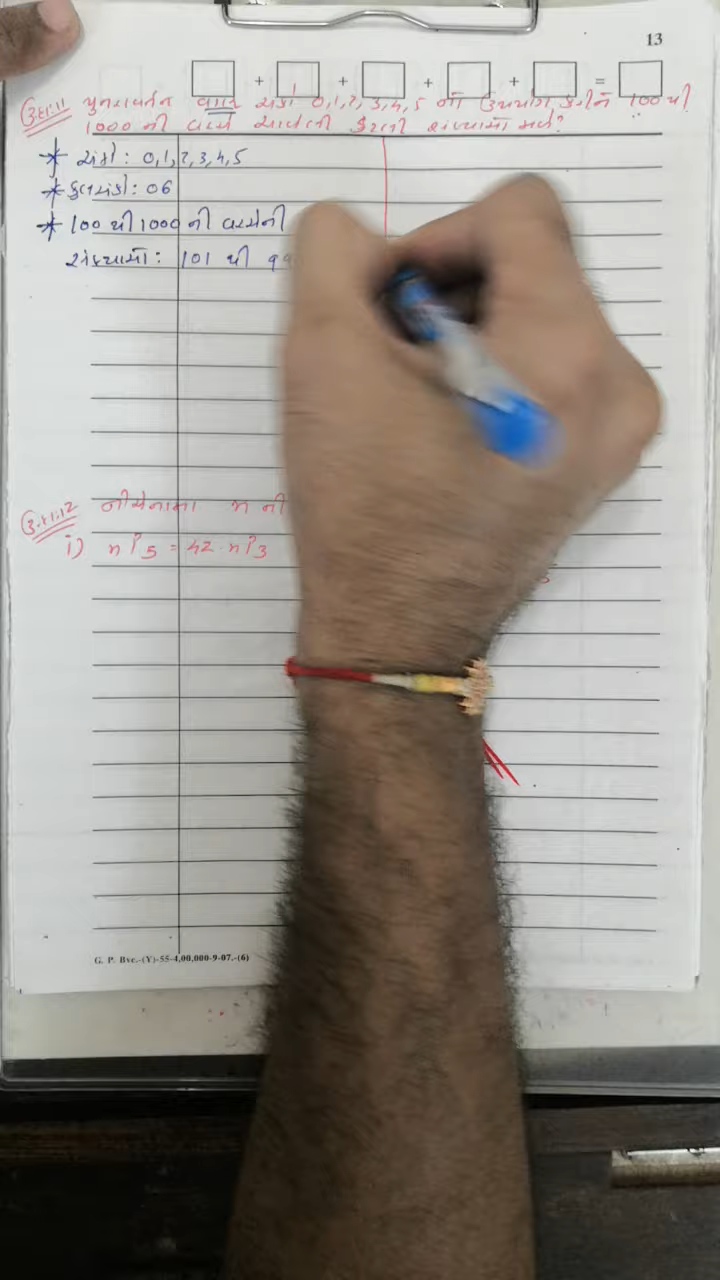 13
+ + + + =
ઉદા:11 પુનરાવર્તન વગર અંકો 0,1,2,3,4,5 નો ઉપયોગ કરીને 100 થી
1000 ની વચ્ચે આવતી કેટલી સંખ્યાઓ મળે?
* અંકો: 0,1,2,3,4,5
* કુલ અંકો: 06
* 100 થી 1000 ની વચ્ચેની
સંખ્યાઓ: 101 થી 99
ઉદા:12 નીચેનામાં n ની
i) nP5 = 42 nP3
G. P. Bvc.-(Y)-55-4,00,000-9-07.-(6)